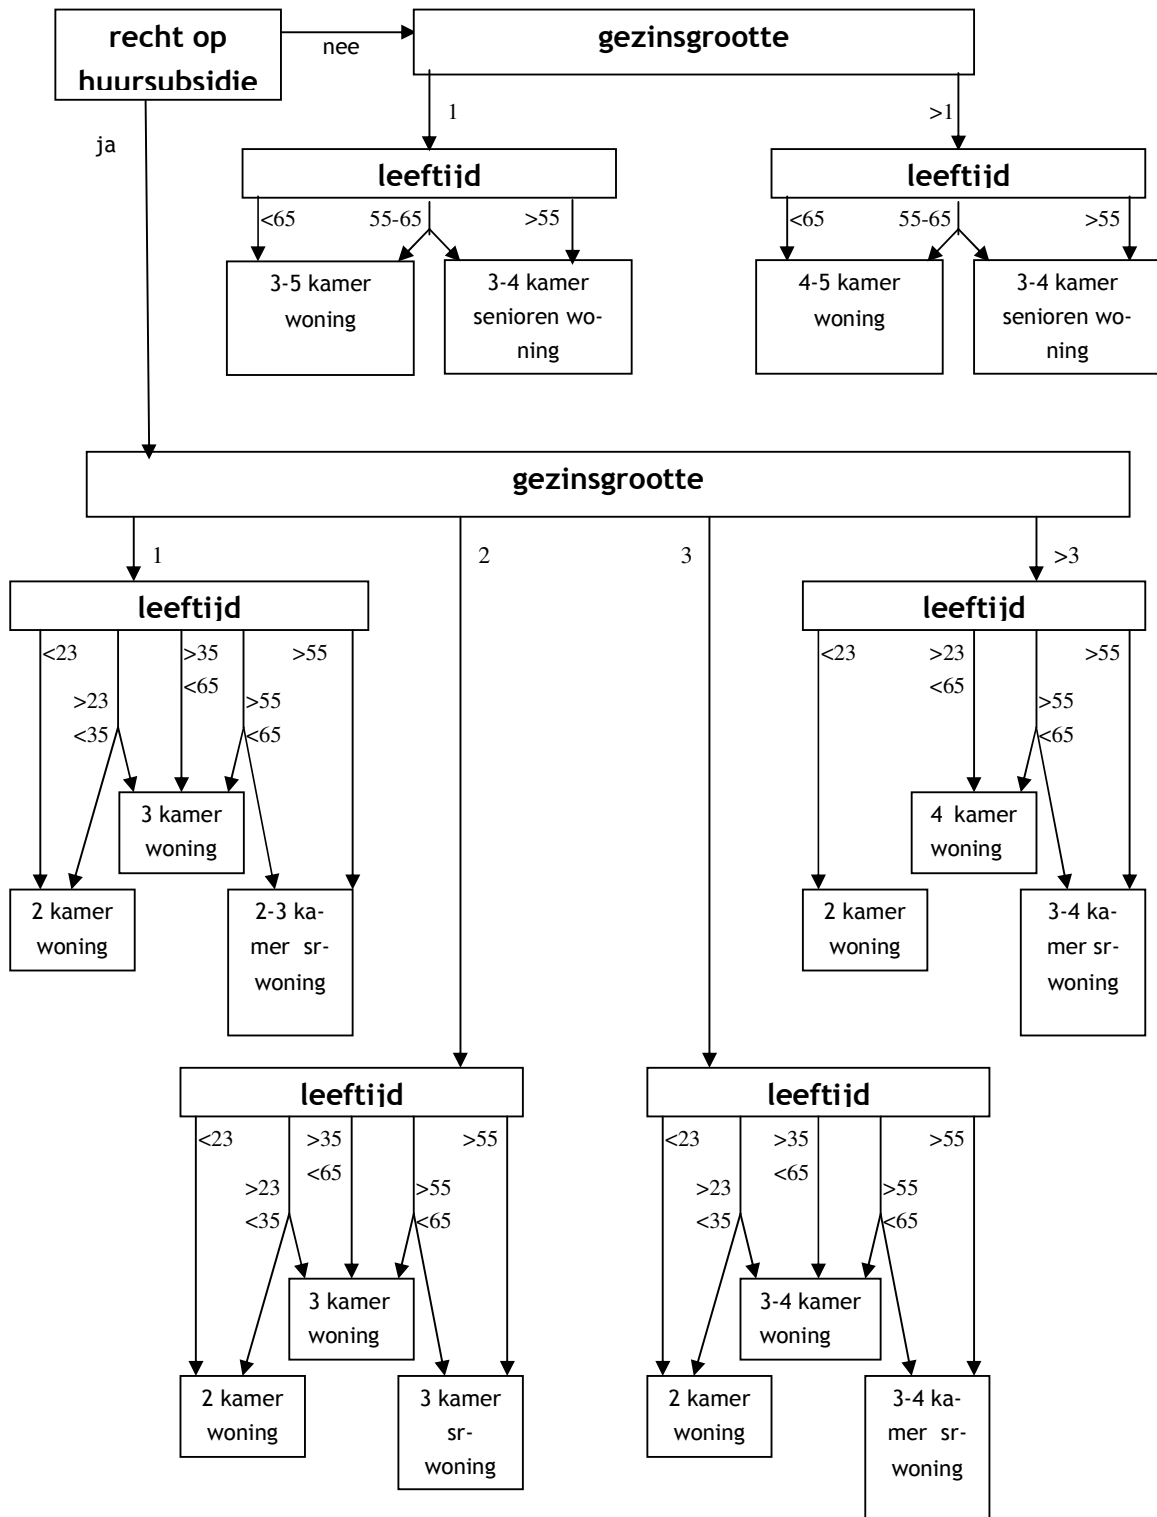 recht op
huursubsidie
nee
gezinsgrootte
ja
1
>1
leeftijd
leeftijd
<65
55-65
>55
<65
55-65
>55
3-5 kamer
woning
3-4 kamer
senioren wo-
ning
4-5 kamer
woning
3-4 kamer
senioren wo-
ning
gezinsgrootte
1
2
3
>3
leeftijd
<23
>23
<35
>35
<65
>55
<65
>55
3 kamer
woning
2 kamer
woning
2-3 ka-
mer sr-
woning
leeftijd
<23
>23
<65
>55
<65
>55
4 kamer
woning
2 kamer
woning
3-4 ka-
mer sr-
woning
leeftijd
<23
>23
<35
>35
<65
>55
<65
>55
3 kamer
woning
2 kamer
woning
3 kamer
sr-
woning
leeftijd
<23
>23
<35
>35
<65
>55
<65
>55
3-4 kamer
woning
2 kamer
woning
3-4 ka-
mer sr-
woning